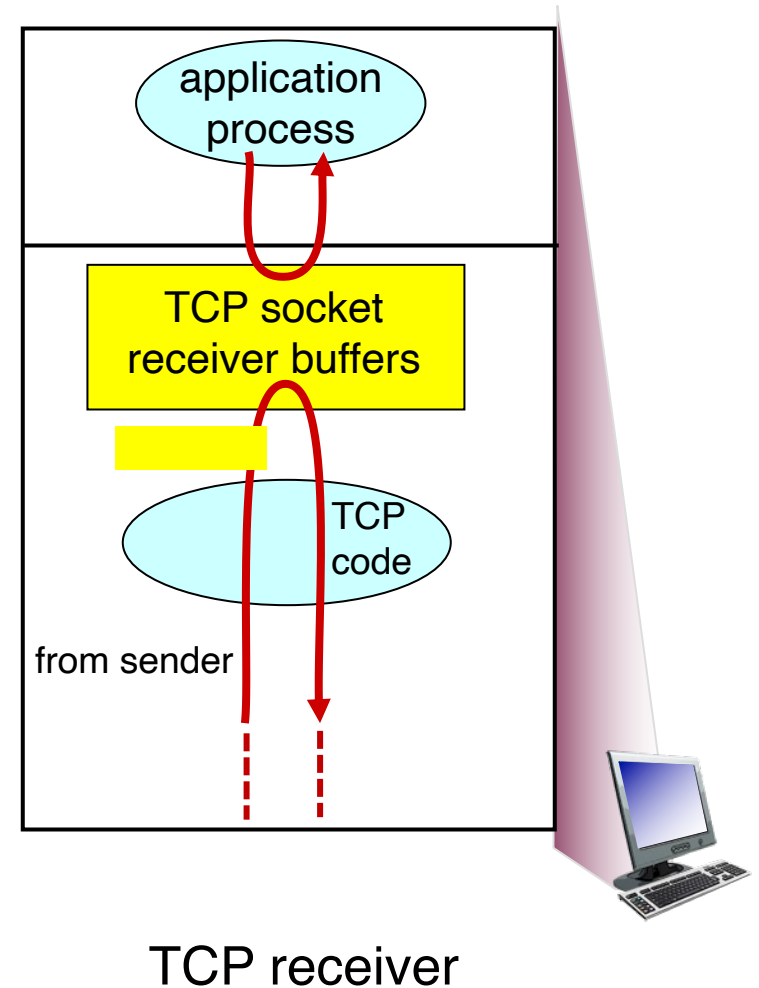 application
process
TCP socket
receiver buffers
TCP
code
from sender
TCP receiver